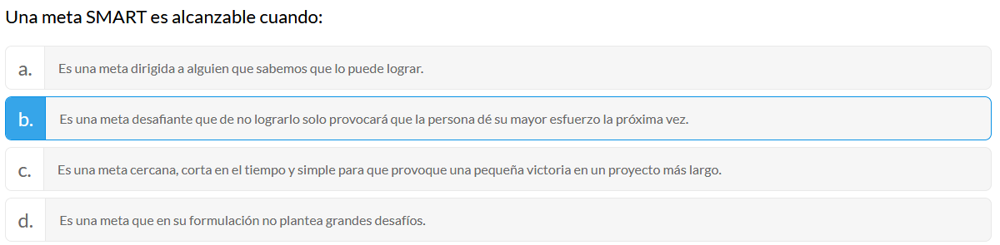 Una meta SMART es alcanzable cuando:
a. Es una meta dirigida a alguien que sabemos que lo puede lograr.
b. Es una meta desafiante que de no lograrlo solo provocará que la persona dé su mayor esfuerzo la próxima vez.
c. Es una meta cercana, corta en el tiempo y simple para que provoque una pequeña victoria en un proyecto más largo.
d. Es una meta que en su formulación no plantea grandes desafíos.